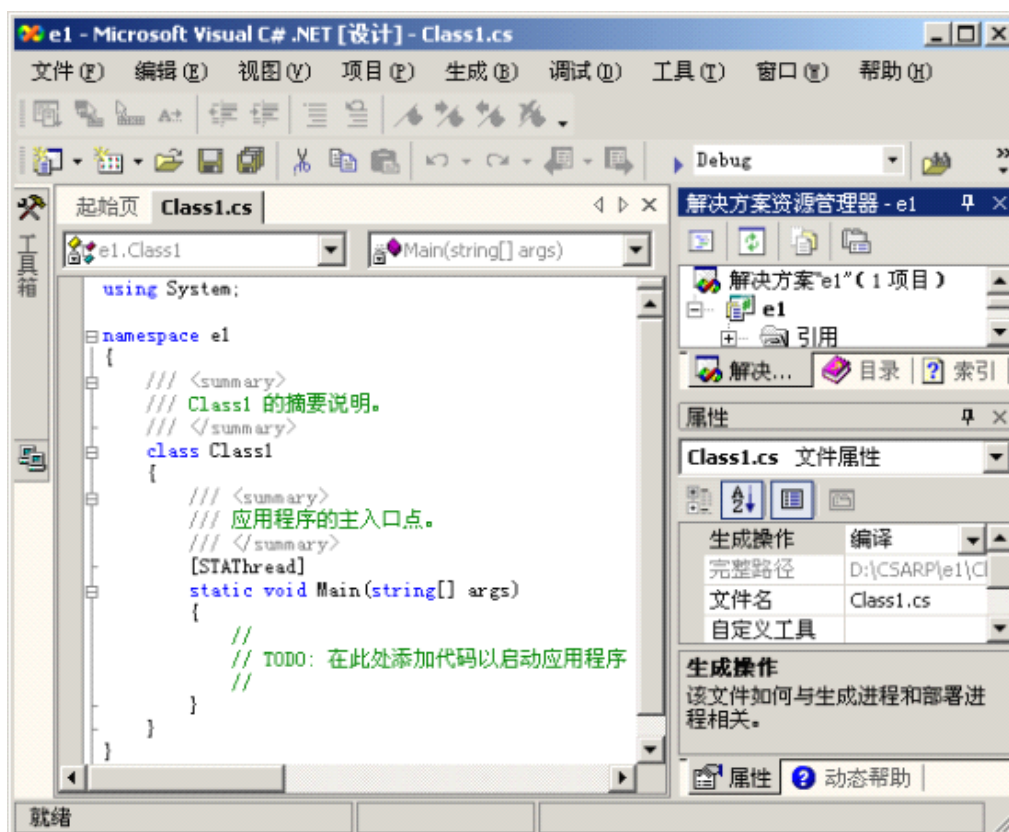 e1 - Microsoft Visual C# .NET [设计] - Class1.cs
文件(F) 编辑(E) 视图(V) 项目(P) 生成(B) 调试(D) 工具(T) 窗口(W) 帮助(H)
Debug
工具箱
起始页 Class1.cs
e1.Class1 Main(string[] args)
using System;
namespace e1
{
/// <summary>
/// Class1 的摘要说明。
/// </summary>
class Class1
{
/// <summary>
/// 应用程序的主入口点。
/// </summary>
[STAThread]
static void Main(string[] args)
{
//
// TODO: 在此处添加代码以启动应用程序
//
}
}
}
解决方案资源管理器 - e1
解决方案"e1"(1 项目)
e1
引用
解决... 目录 索引
属性
Class1.cs 文件属性
生成操作 编译
完整路径 D:\CSARP\e1\Cl
文件名 Class1.cs
自定义工具
生成操作
该文件如何与生成进程和部署进
程相关。
属性 动态帮助
就绪